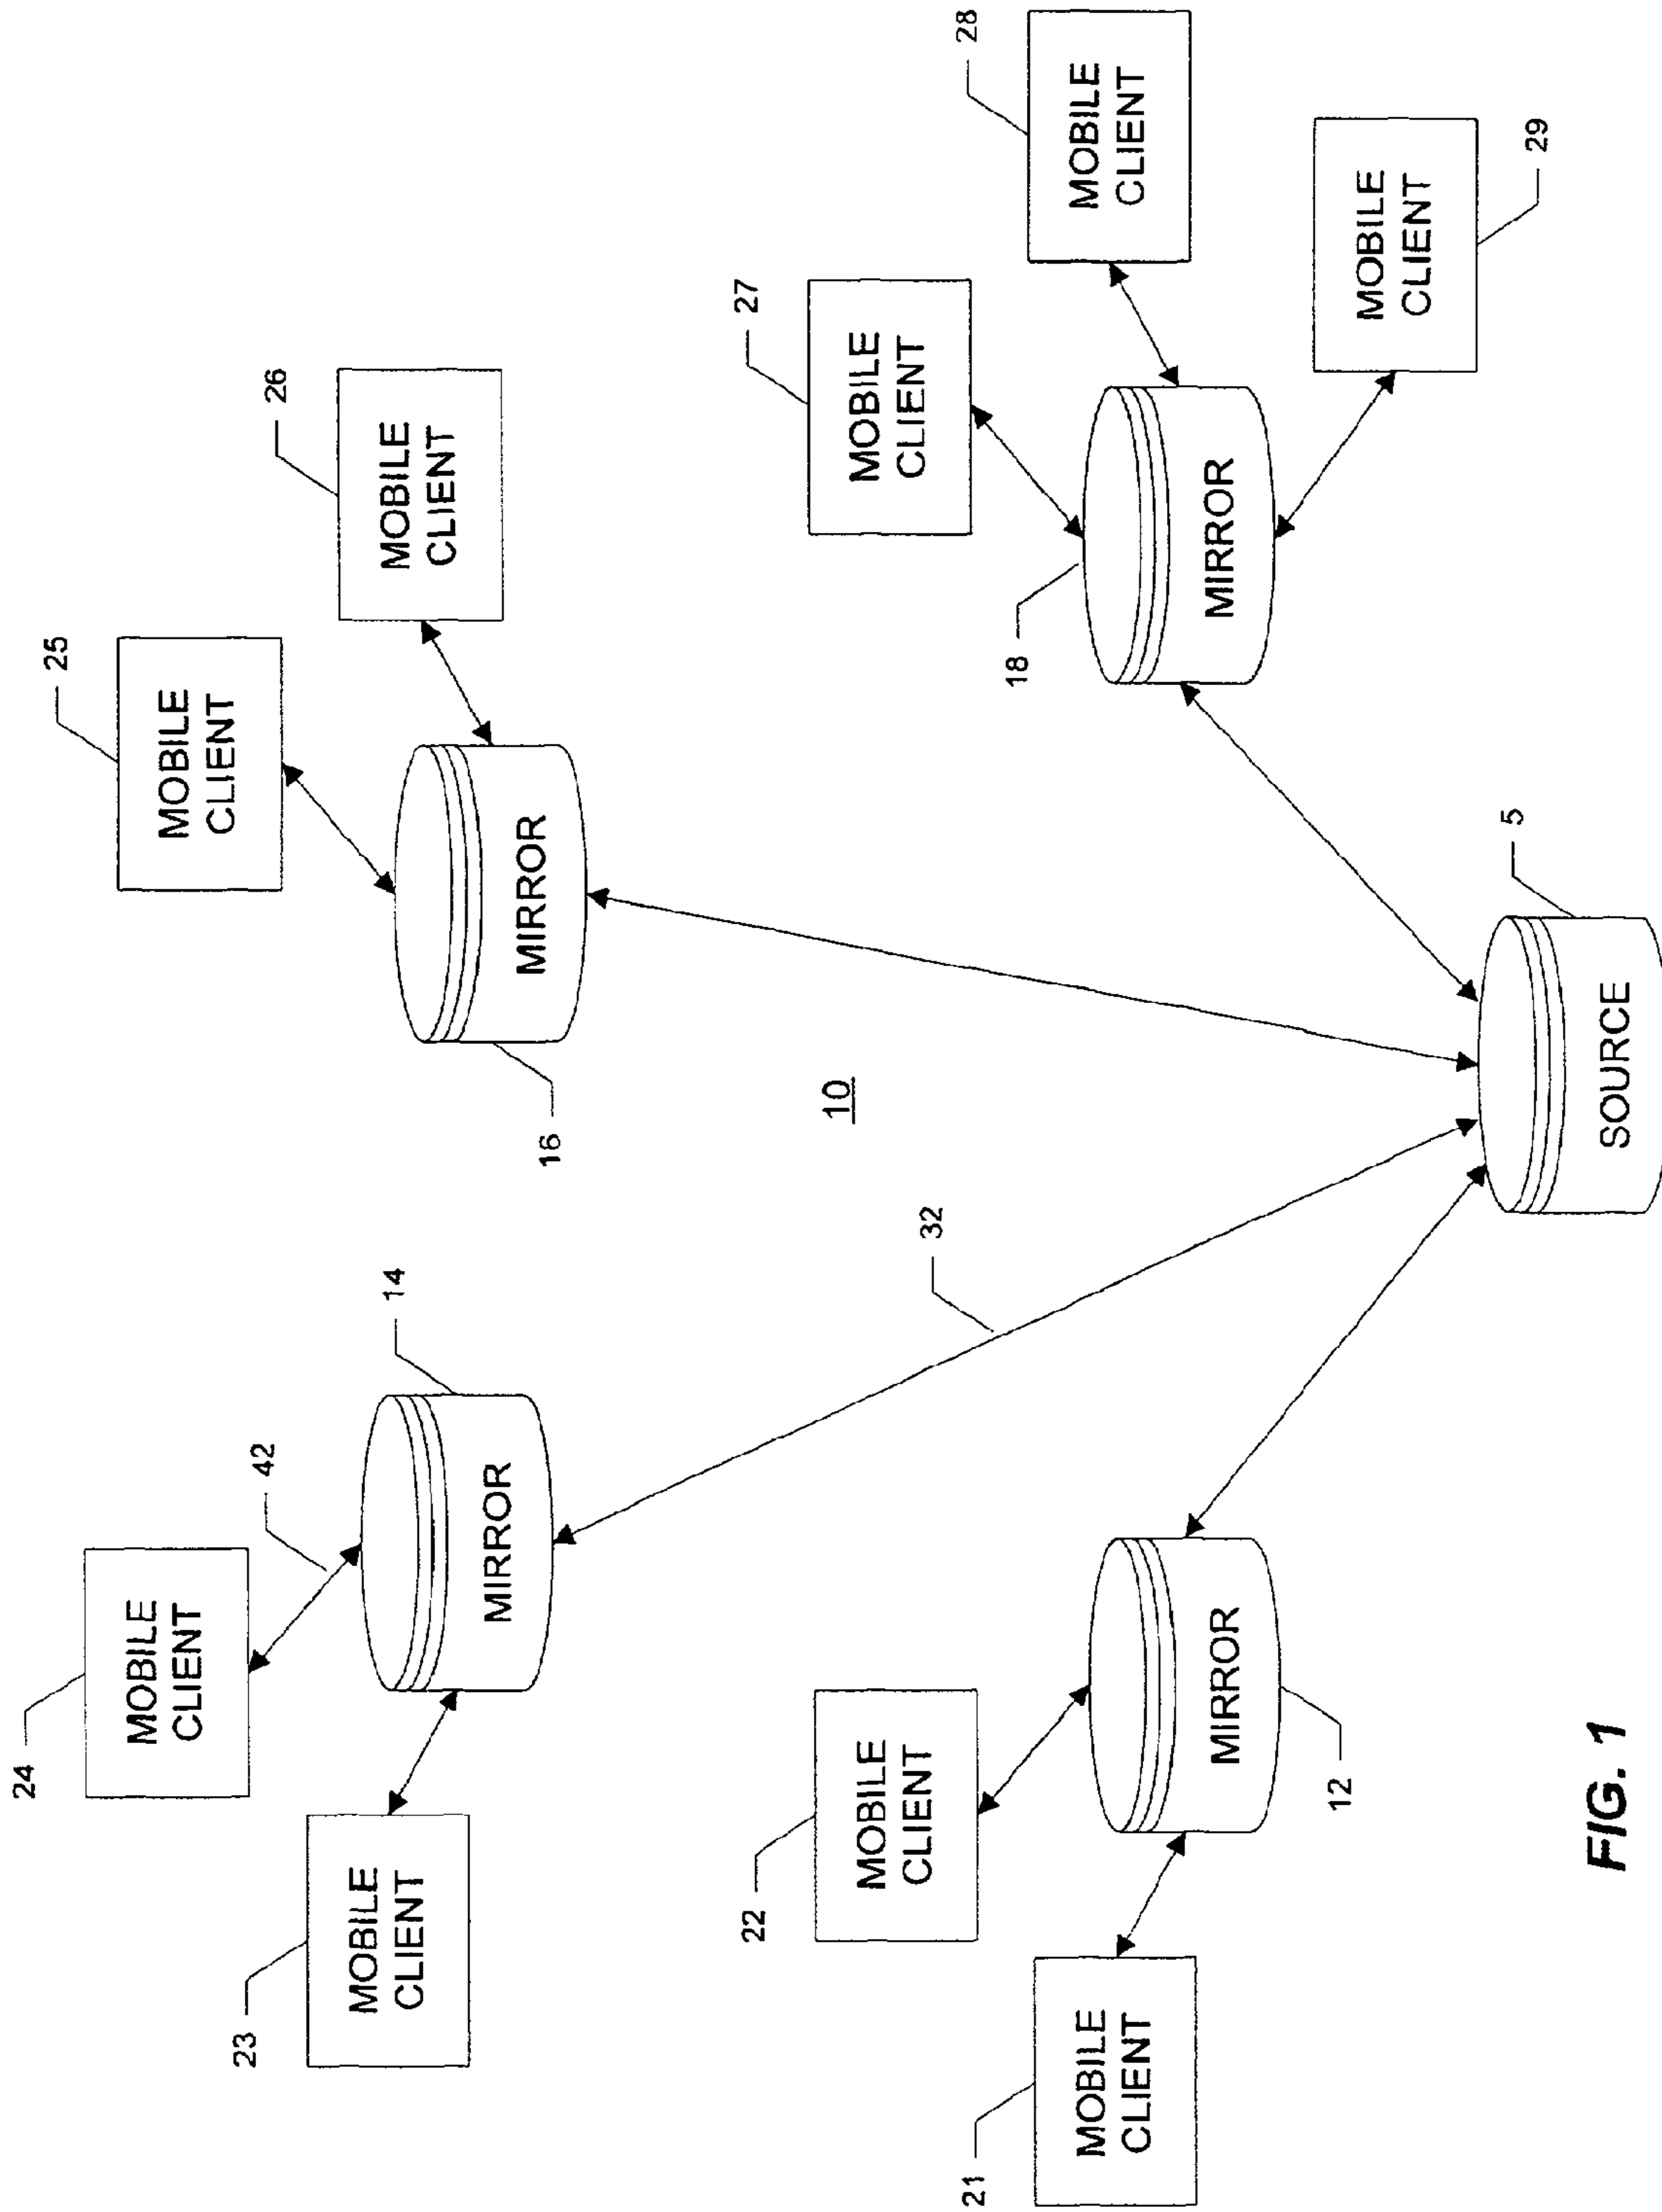 24
MOBILE
CLIENT
42
14
23
MOBILE
CLIENT
MIRROR
25
MOBILE
CLIENT
26
MOBILE
CLIENT
MIRROR
16
10
32
22
MOBILE
CLIENT
21
MOBILE
CLIENT
MIRROR
12
27
MOBILE
CLIENT
28
MOBILE
CLIENT
18
MIRROR
MOBILE
CLIENT
29
5
SOURCE
FIG. 1